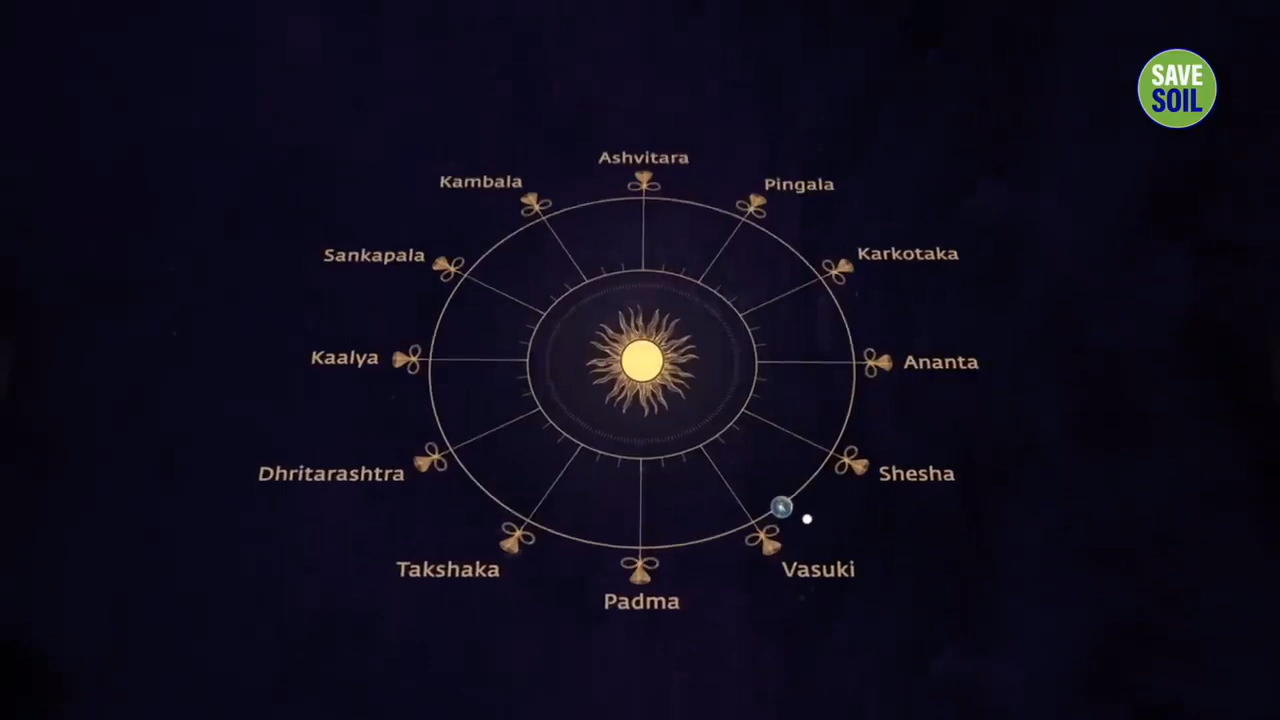 SAVE
SOIL
Ashvitara
Kambala
Pingala
Sankapala
Karkotaka
Kaalya
Ananta
Dhritarashtra
Shesha
Takshaka
Vasuki
Padma